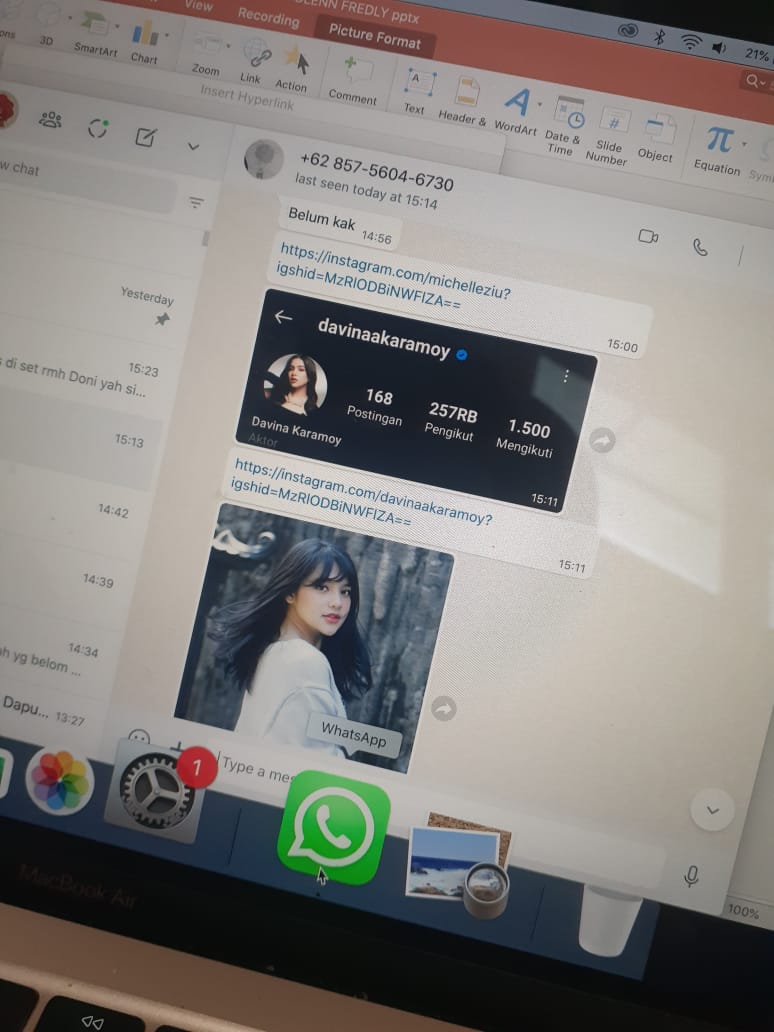 View
Recording
GLENN FREDLY pptx
Picture Format
21%
ons
3D
SmartArt
Chart
Zoom
Link
Action
Comment
Text
Header &
WordArt
Date &
Time
Slide
Number
Object
Equation
Insert Hyperlink
w chat
+62 857-5604-6730
last seen today at 15:14
Belum kak
14:56
https://instagram.com/michelleziu?
igshid=MzRlODBiNWFlZA==
15:00
davinaakaramoy
168
Postingan
257RB
Pengikut
1.500
Mengikuti
Davina Karamoy
Aktor
15:11
https://instagram.com/davinaakaramoy?
igshid=MzRlODBiNWFlZA==
15:11
Yesterday
15:23
s di set rmh Doni yah si...
15:13
14:42
14:39
14:34
ah yg belom ...
Dapu...
13:27
WhatsApp
Type a mes
1
100%
MacBook Air